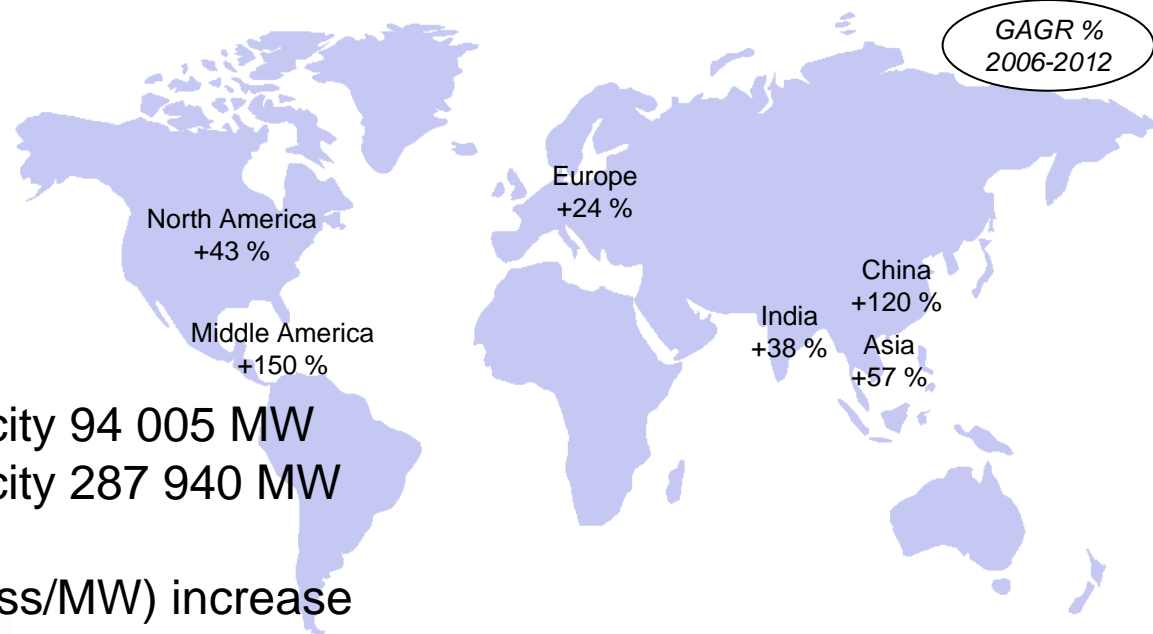 GAGR %
2006-2012
Europe
+24 %
North America
+43 %
China
+120 %
India
+38 %
Asia
+57 %
Middle America
+150 %
city 94 005 MW
city 287 940 MW
ss/MW) increase